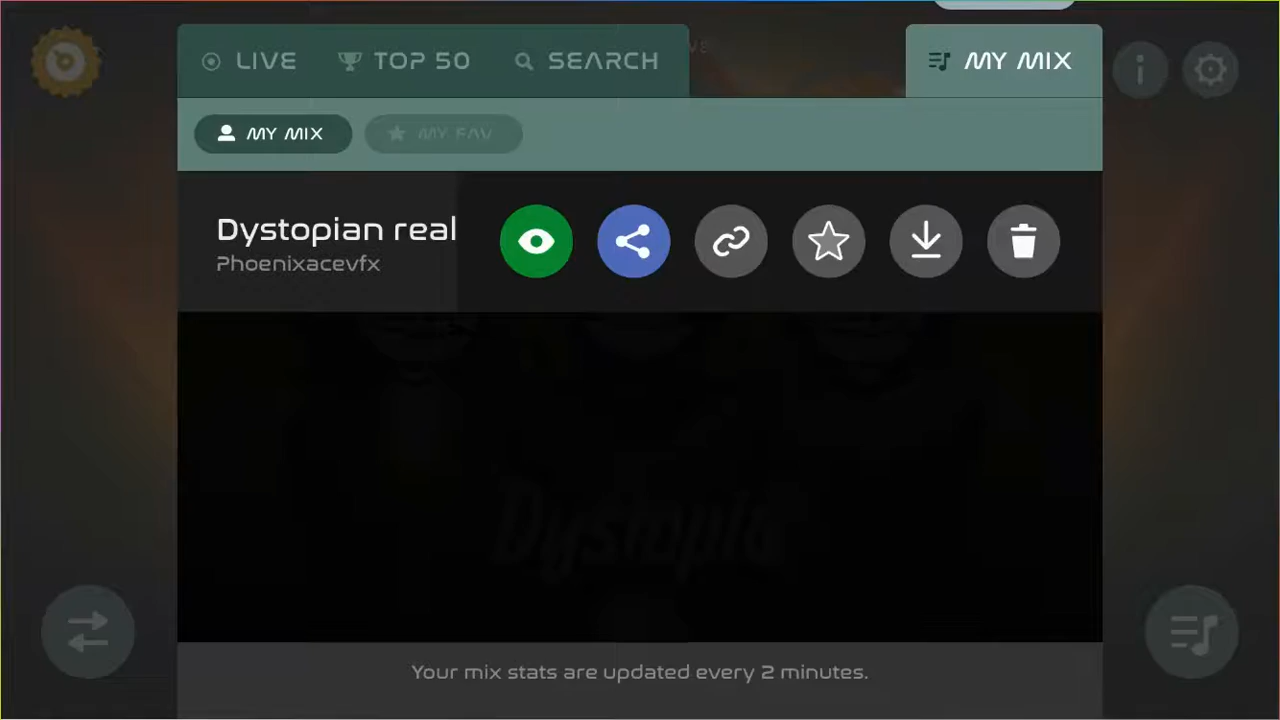 LIVE
TOP 50
SEARCH
MY MIX
MY MIX
MY FAV
Dystopian real
Phoenixacevfx
Dystopia
Your mix stats are updated every 2 minutes.